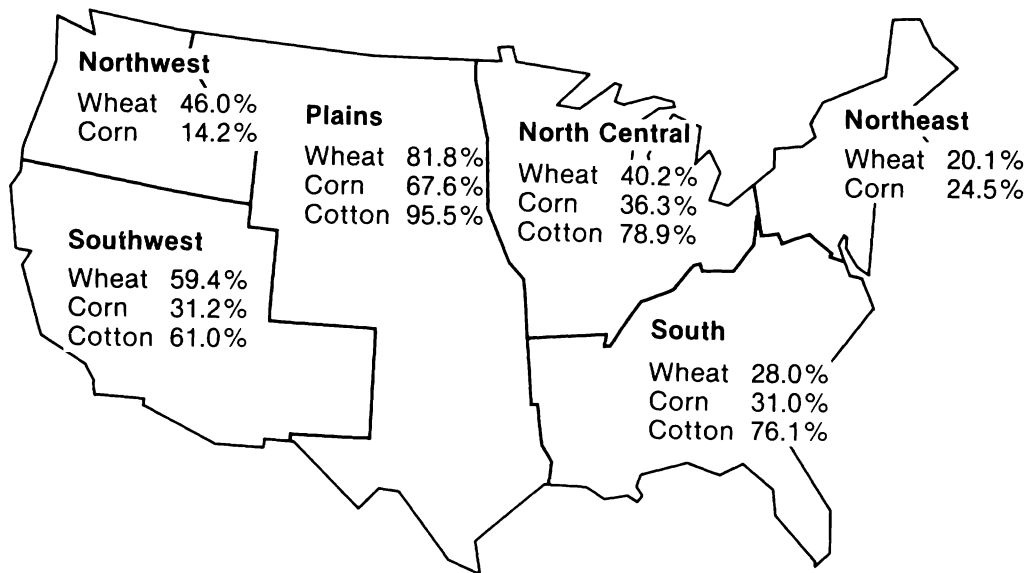 Northwest
Wheat 46.0%
Corn 14.2%
Plains
Wheat 81.8%
Corn 67.6%
Cotton 95.5%
North Central
Wheat 40.2%
Corn 36.3%
Cotton 78.9%
Northeast
Wheat 20.1%
Corn 24.5%
Southwest
Wheat 59.4%
Corn 31.2%
Cotton 61.0%
South
Wheat 28.0%
Corn 31.0%
Cotton 76.1%